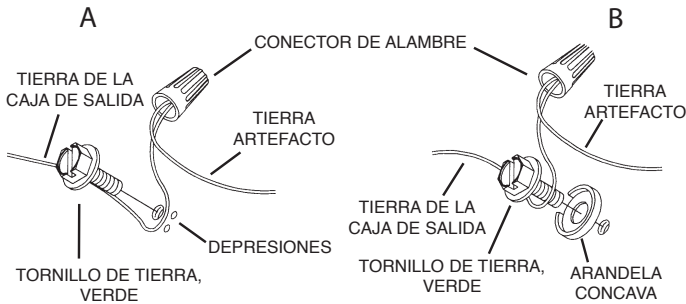 A
B
CONECTOR DE ALAMBRE
TIERRA DE LA
CAJA DE SALIDA
TIERRA
ARTEFACTO
TIERRA
ARTEFACTO
TIERRA DE LA
CAJA DE SALIDA
DEPRESIONES
TORNILLO DE TIERRA,
VERDE
TORNILLO DE TIERRA,
VERDE
ARANDELA
CONCAVA